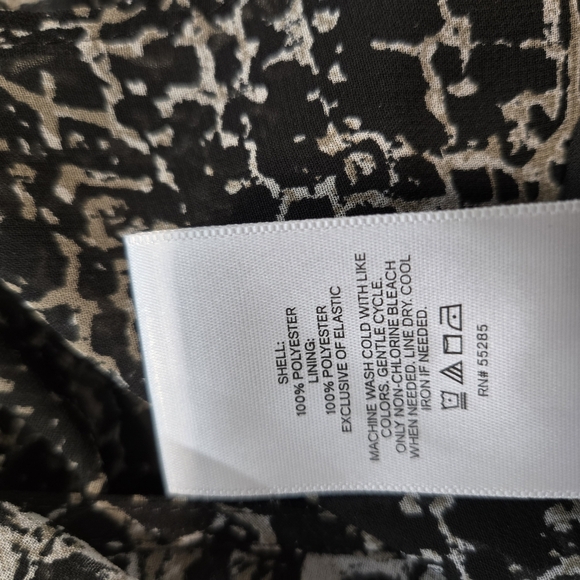 SHELL:
100% POLYESTER
LINING:
100% POLYESTER
EXCLUSIVE OF ELASTIC
MACHINE WASH COLD WITH LIKE
COLORS. GENTLE CYCLE.
ONLY NON-CHLORINE BLEACH
WHEN NEEDED. LINE DRY. COOL
IRON IF NEEDED.
RN# 55285